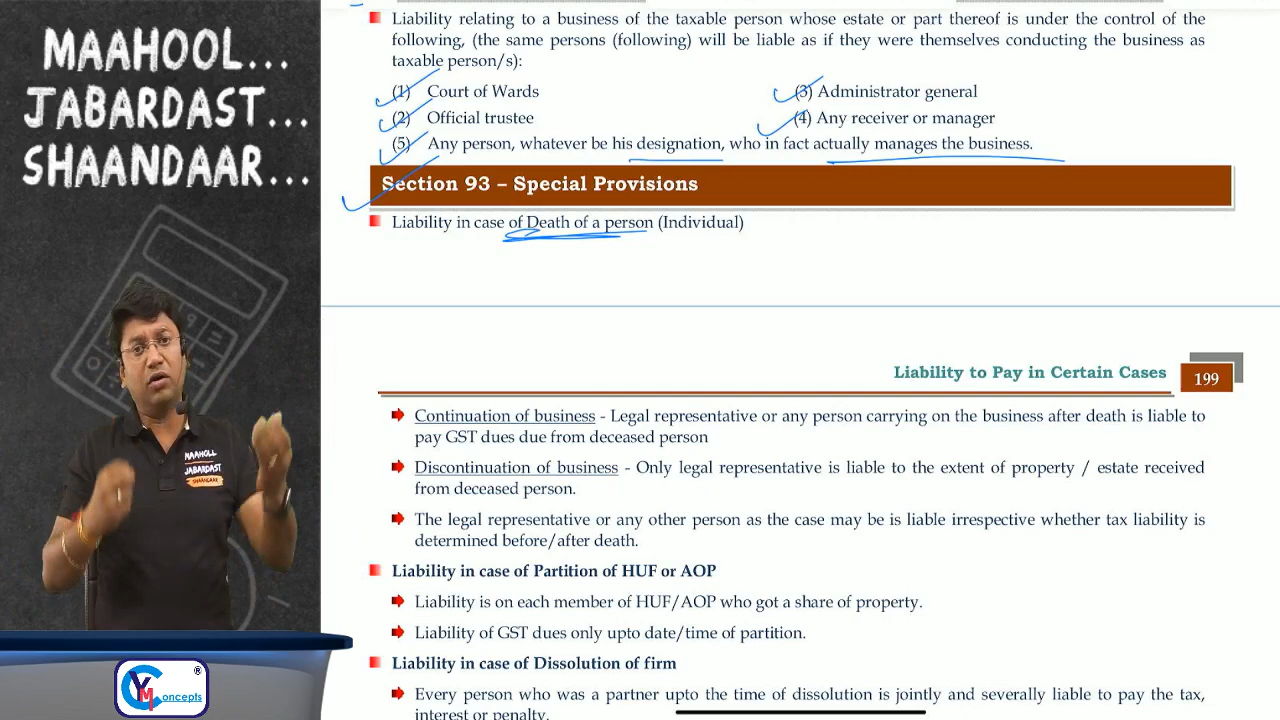 MAAHOOL...
JABARDAST...
SHAANDAAR...
Liability relating to a business of the taxable person whose estate or part thereof is under the control of the
following, (the same persons (following) will be liable as if they were themselves conducting the business as
taxable person/s):
(1) Court of Wards
(3) Administrator general
(2) Official trustee
(4) Any receiver or manager
(5) Any person, whatever be his designation, who in fact actually manages the business.
Section 93 – Special Provisions
Liability in case of Death of a person (Individual)
Liability to Pay in Certain Cases
199
Continuation of business - Legal representative or any person carrying on the business after death is liable to
pay GST dues due from deceased person
Discontinuation of business - Only legal representative is liable to the extent of property / estate received
from deceased person.
The legal representative or any other person as the case may be is liable irrespective whether tax liability is
determined before/after death.
Liability in case of Partition of HUF or AOP
Liability is on each member of HUF/AOP who got a share of property.
Liability of GST dues only upto date/time of partition.
Liability in case of Dissolution of firm
Every person who was a partner upto the time of dissolution is jointly and severally liable to pay the tax,
interest or penalty.
MAAHOLL
JABARDAST
SHAANDAAR
YM Concepts
®